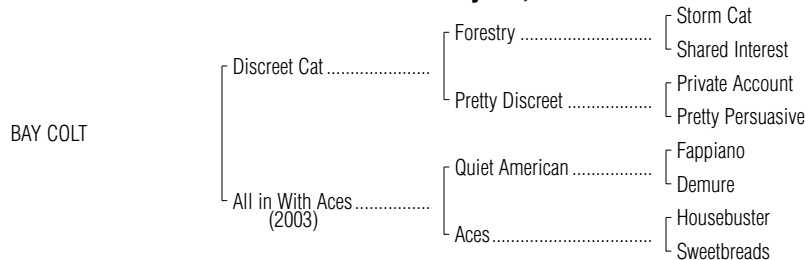 Storm Cat
Forestry ........................
Shared Interest
Discreet Cat ......................
Private Account
Pretty Discreet ..................
Pretty Persuasive
BAY COLT
Fappiano
Quiet American .................
Demure
All in With Aces ................
(2003)
Housebuster
Aces..................................
Sweetbreads